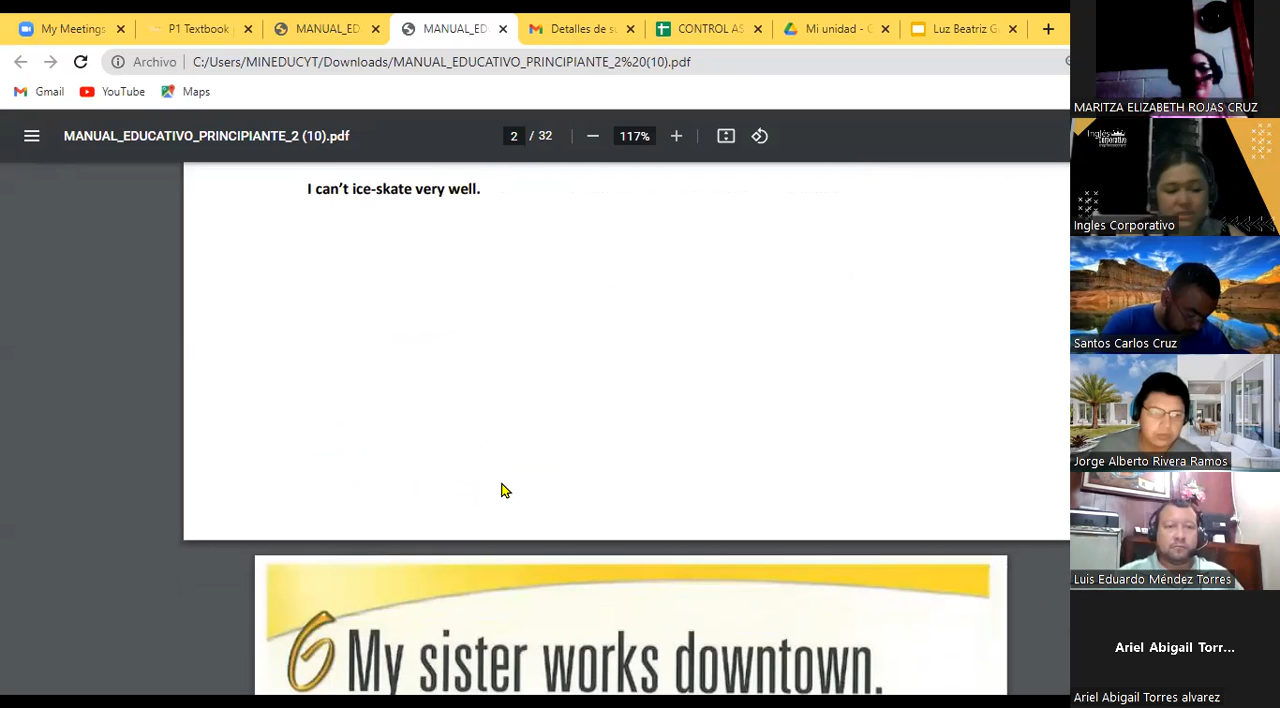 My Meetings
P1 Textbook
MANUAL_ED
MANUAL_ED
Detalles de su
CONTROL AS
Mi unidad - C
Luz Beatriz G
Archivo
C:/Users/MINEDUCYT/Downloads/MANUAL_EDUCATIVO_PRINCIPIANTE_2%20(10).pdf
Gmail
YouTube
Maps
MANUAL_EDUCATIVO_PRINCIPIANTE_2 (10).pdf
2 / 32
117%
I can't ice-skate very well.
6 My sister works downtown.
MARITZA ELIZABETH ROJAS CRUZ
Inglés
Corporativo
Ingles Corporativo
Santos Carlos Cruz
Jorge Alberto Rivera Ramos
Luis Eduardo Méndez Torres
Ariel Abigail Torr...
Ariel Abigail Torres alvarez